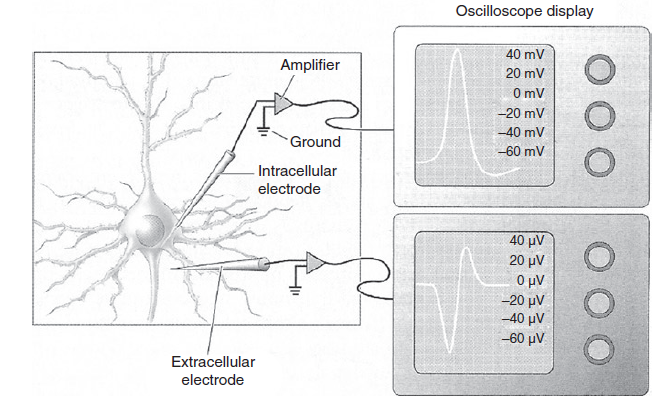 Oscilloscope display
Amplifier
Ground
Intracellular
electrode
40 mV
20 mV
0 mV
–20 mV
–40 mV
–60 mV
40 µV
20 µV
0 µV
–20 µV
–40 µV
–60 µV
Extracellular
electrode